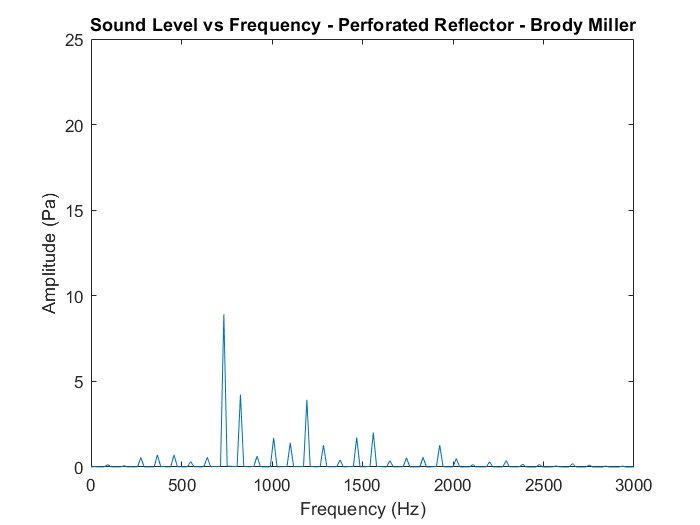 Sound Level vs Frequency - Perforated Reflector - Brody Miller
25
20
15
10
5
0
Amplitude (Pa)
0 500 1000 1500 2000 2500 3000
Frequency (Hz)